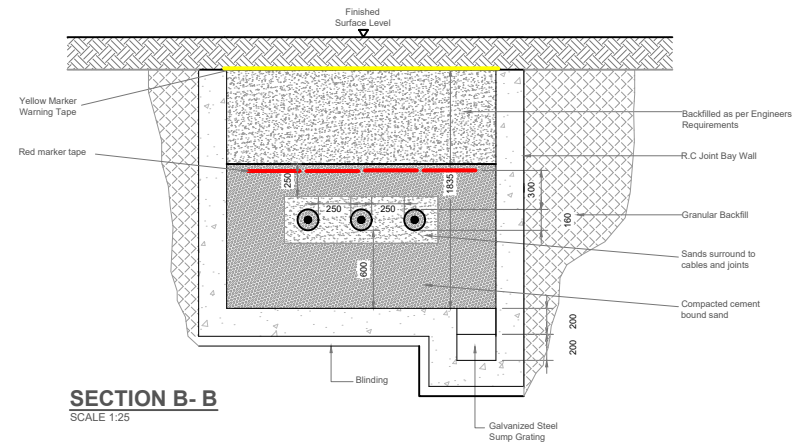 Finished
Surface Level
Yellow Marker
Warning Tape
Red marker tape
Backfilled as per Engineers
Requirements
R.C Joint Bay Wall
Granular Backfill
Sands surround to
cables and joints
Compacted cement
bound sand
250
250
250
1835
300
160
600
200
200
Blinding
Galvanized Steel
Sump Grating
SECTION B- B
SCALE 1:25